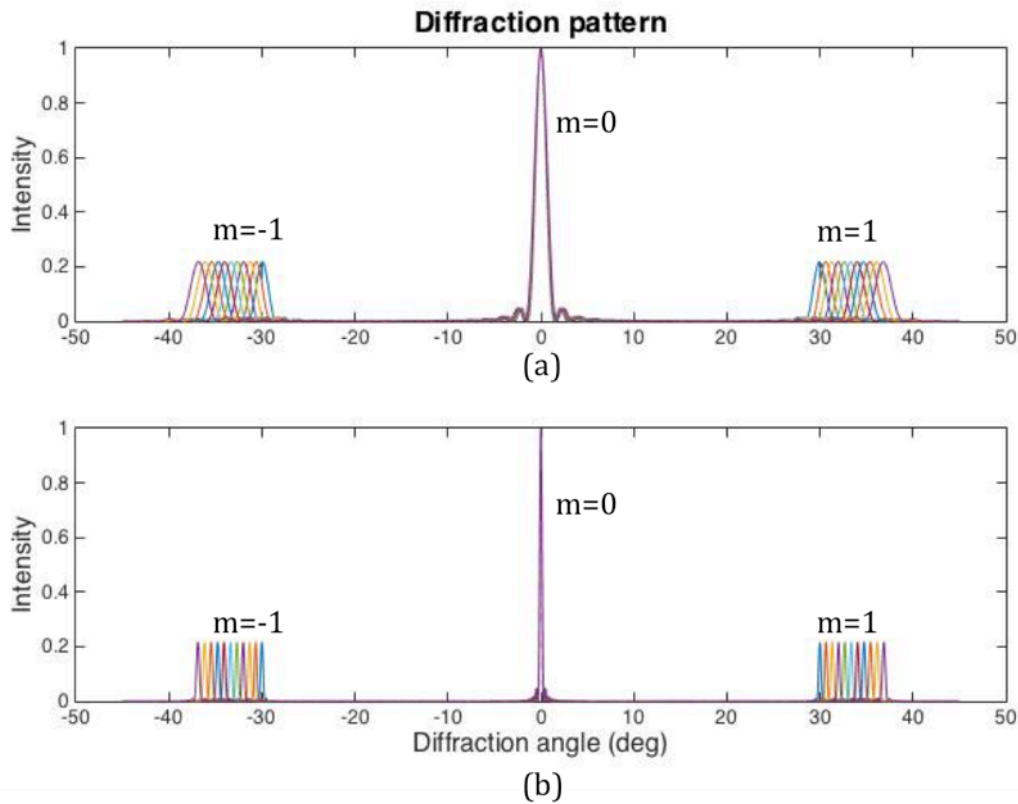 Diffraction pattern
Intensity
1
0.8
0.6
0.4
0.2
0
m=-1
m=0
m=1
-50 -40 -30 -20 -10 0 10 20 30 40 50
(a)
Intensity
1
0.8
0.6
0.4
0.2
0
m=-1
m=0
m=1
-50 -40 -30 -20 -10 0 10 20 30 40 50
Diffraction angle (deg)
(b)